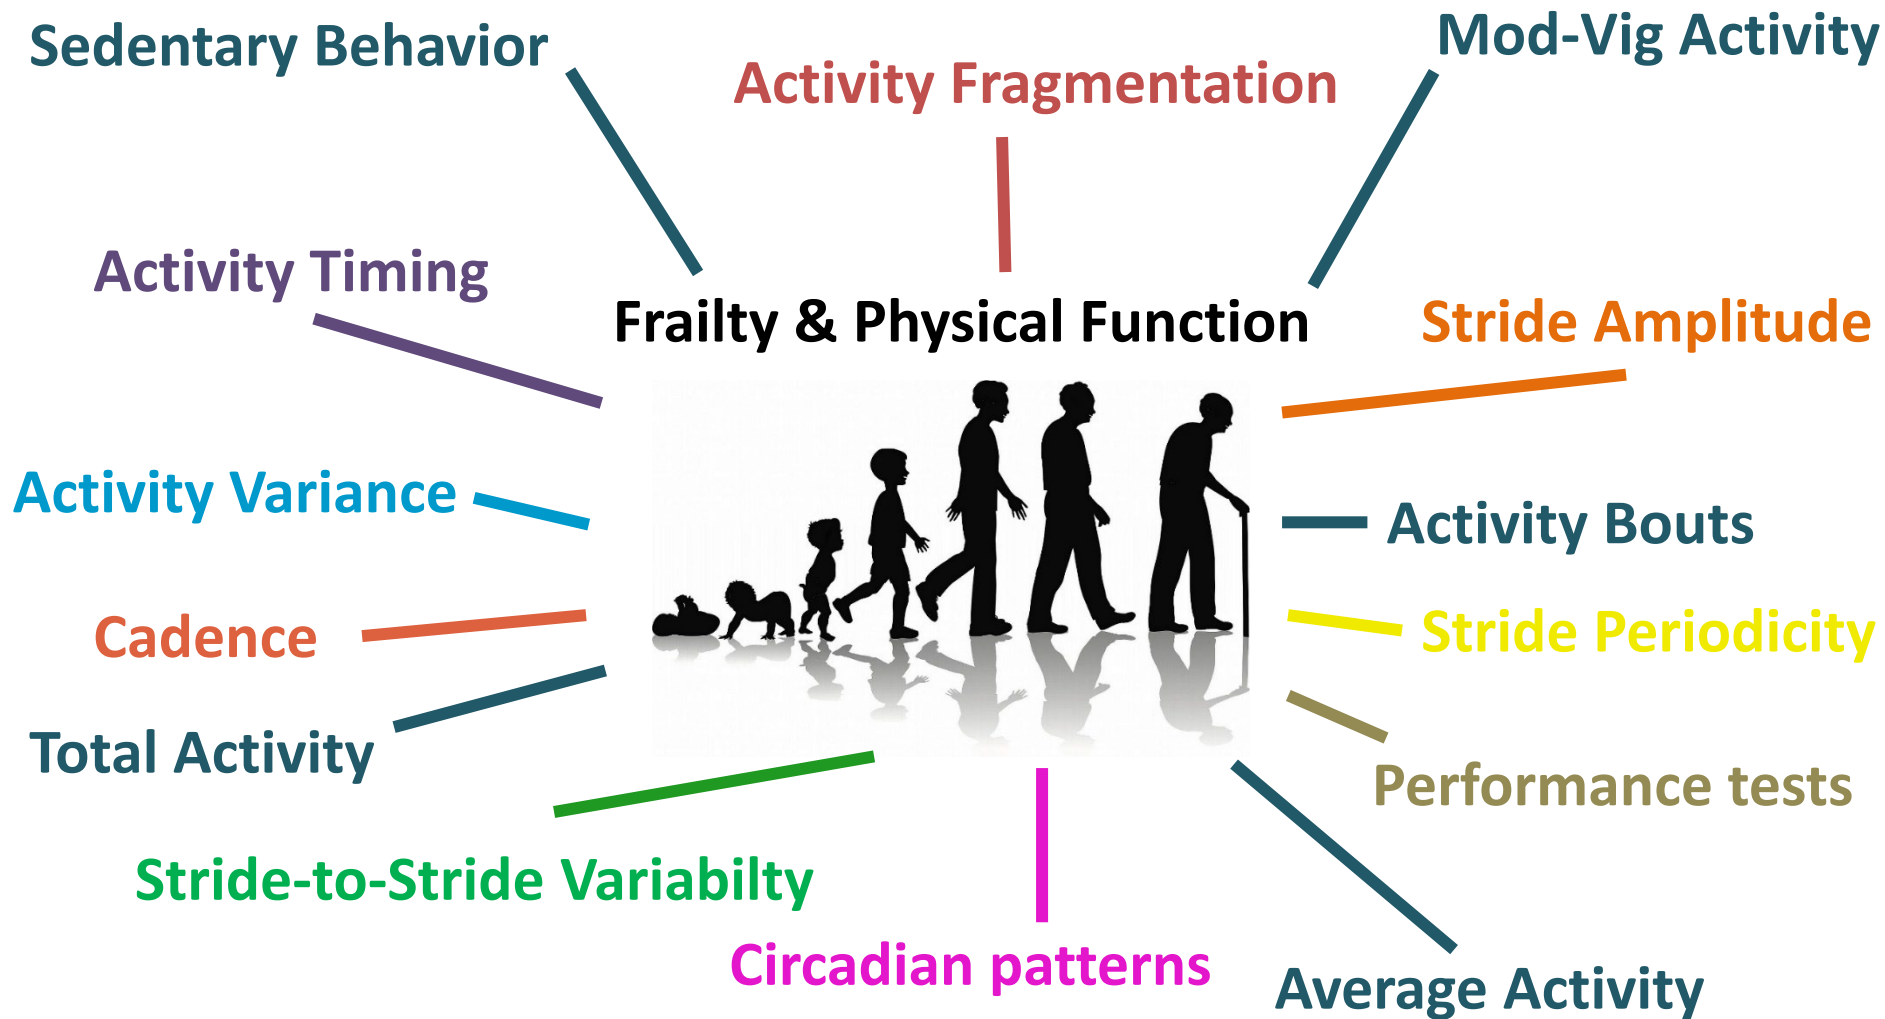 Sedentary Behavior
Mod-Vig Activity
Activity Fragmentation
Activity Timing
Frailty & Physical Function
Stride Amplitude
Activity Variance
Activity Bouts
Cadence
Stride Periodicity
Total Activity
Performance tests
Stride-to-Stride Variabilty
Circadian patterns
Average Activity